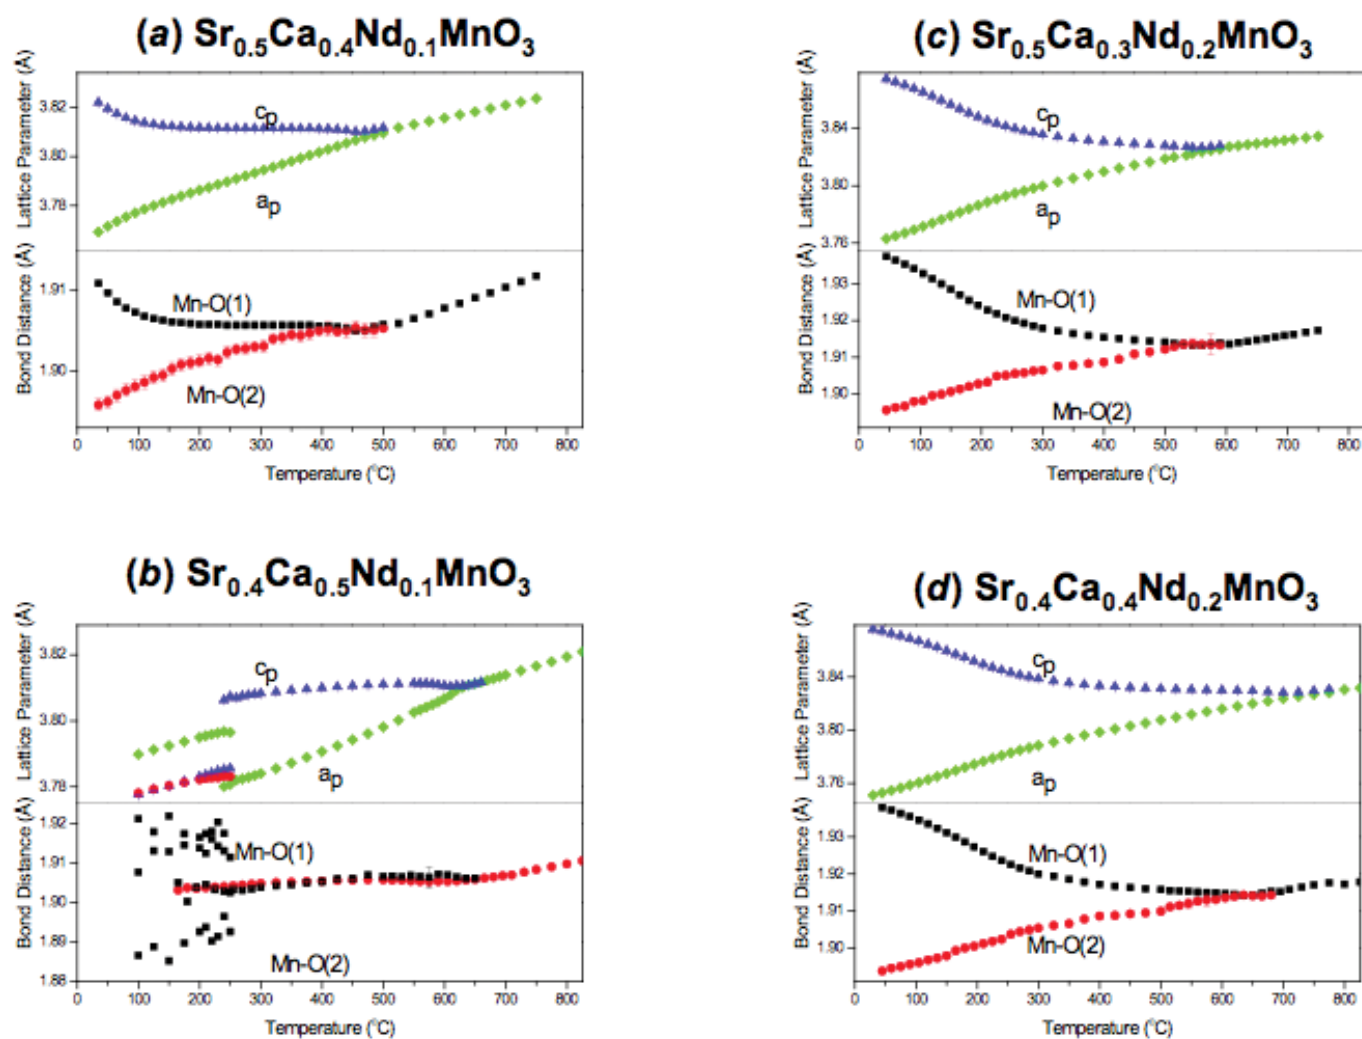 (a) Sr0.5Ca0.4Nd0.1MnO3
Lattice Parameter (Å)
3.82
3.80
3.78
cp
ap
Bond Distance (Å)
1.91
1.90
Mn-O(1)
Mn-O(2)
0 100 200 300 400 500 600 700 800
Temperature (°C)
(c) Sr0.5Ca0.3Nd0.2MnO3
Lattice Parameter (Å)
3.84
3.80
3.76
cp
ap
Bond Distance (Å)
1.93
1.92
1.91
1.90
Mn-O(1)
Mn-O(2)
0 100 200 300 400 500 600 700 800
Temperature (°C)
(b) Sr0.4Ca0.5Nd0.1MnO3
Lattice Parameter (Å)
3.82
3.80
3.78
cp
ap
Bond Distance (Å)
1.92
1.91
1.90
1.89
1.88
Mn-O(1)
Mn-O(2)
0 100 200 300 400 500 600 700 800
Temperature (°C)
(d) Sr0.4Ca0.4Nd0.2MnO3
Lattice Parameter (Å)
3.84
3.80
3.76
cp
ap
Bond Distance (Å)
1.93
1.92
1.91
1.90
Mn-O(1)
Mn-O(2)
0 100 200 300 400 500 600 700 800
Temperature (°C)